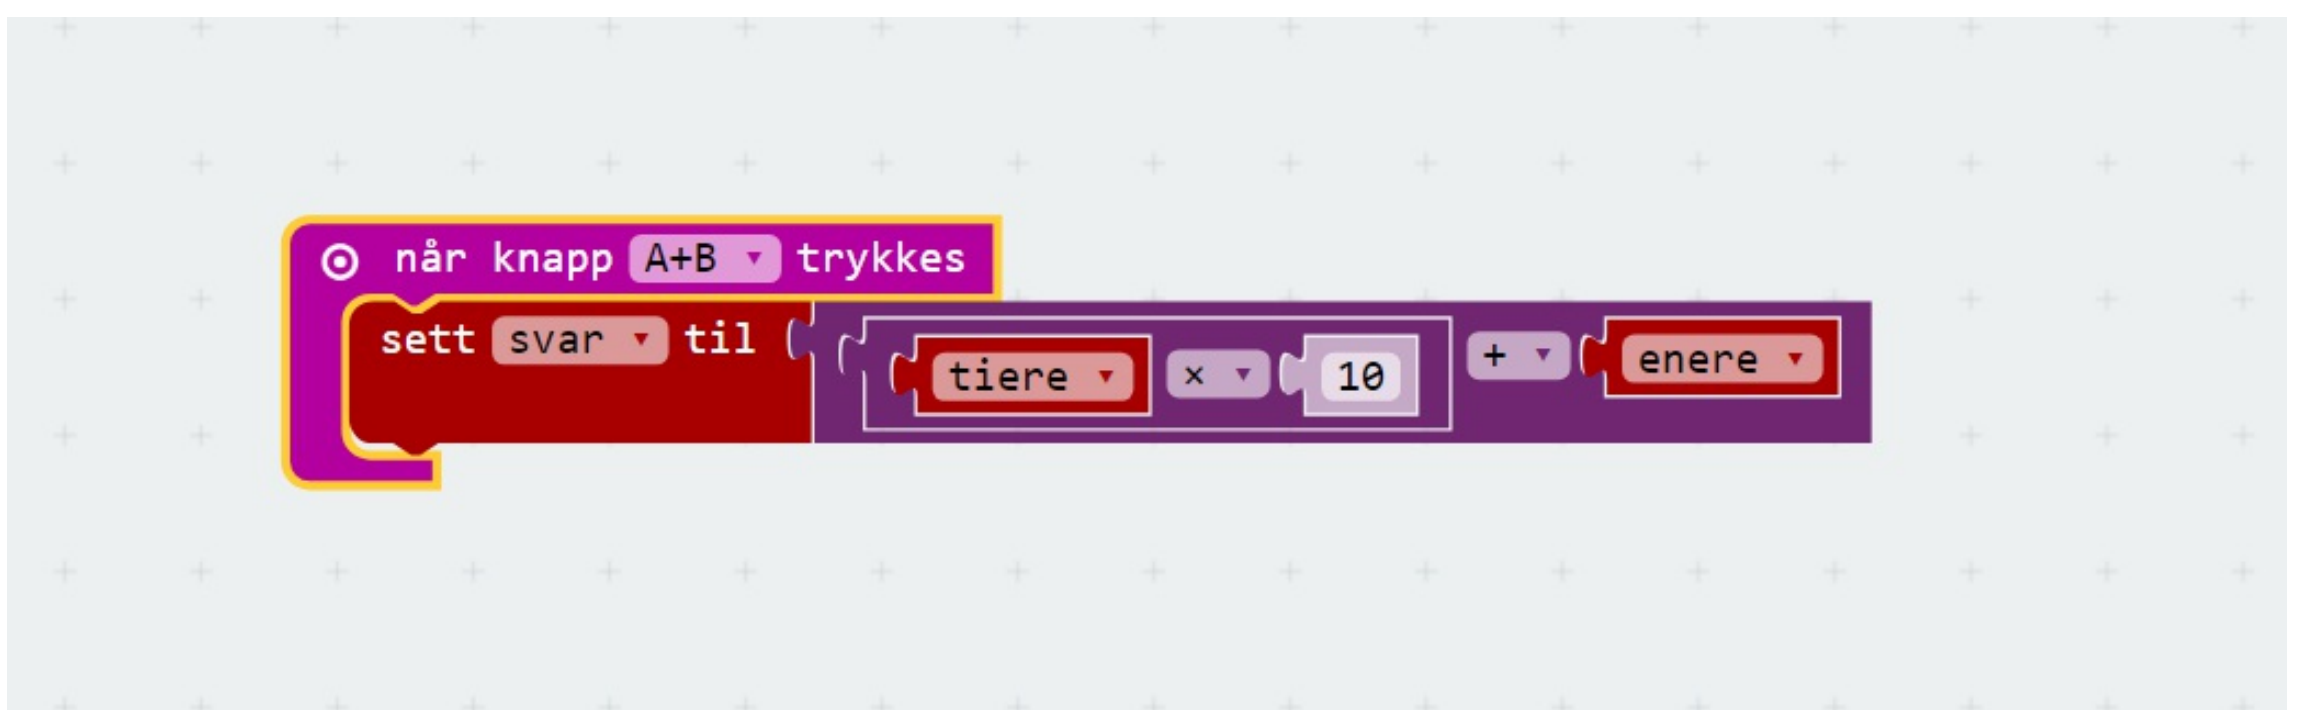 når knapp A+B trykkes
sett svar til tiere × 10 + enere